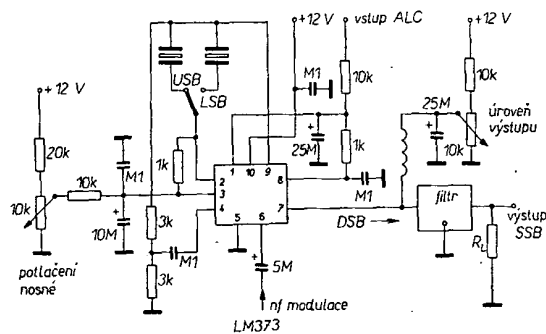 +12 V
vstup ALC
+12 V
+12 V
USB
LSB
M1
10k
10k
20k
25M
úroveň
výstupu
M1
1k
1 10 9
25M
1k
10k
10k
10k
2
3
4
8
7
M1
filtr
výstup
SSB
10M
3k
5 6
DSB
RL
potlačení
nosné
M1
3k
5M
nf modulace
LM373